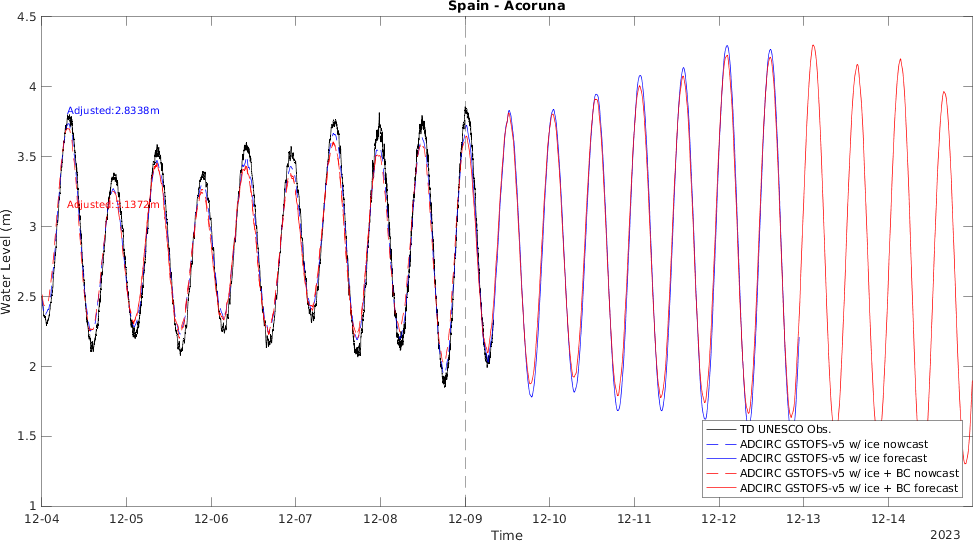 Spain - Acoruna
Water Level (m)
4.5
4
3.5
3
2.5
2
1.5
1
Adjusted:2.8338m
Adjusted:3.1372m
TD UNESCO Obs.
ADCIRC GSTOFS-v5 w/ ice nowcast
ADCIRC GSTOFS-v5 w/ ice forecast
ADCIRC GSTOFS-v5 w/ ice + BC nowcast
ADCIRC GSTOFS-v5 w/ ice + BC forecast
12-04 12-05 12-06 12-07 12-08 12-09 12-10 12-11 12-12 12-13 12-14
Time
2023